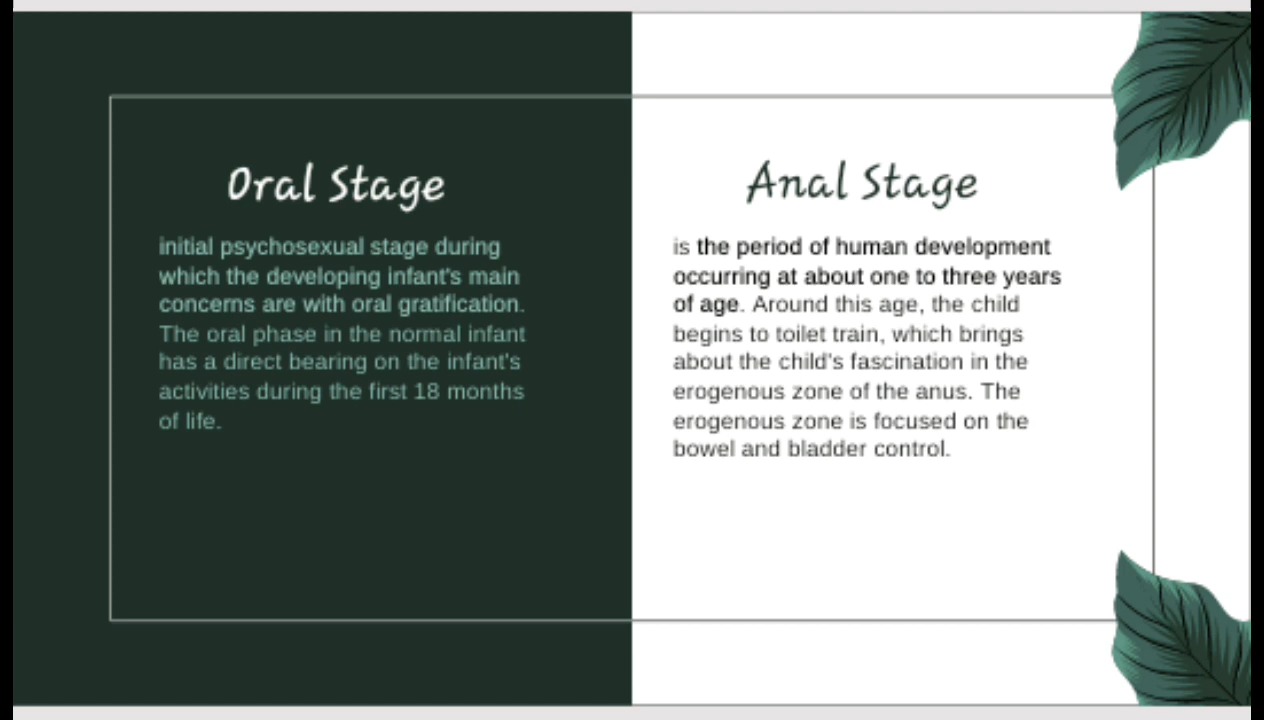 Oral Stage
initial psychosexual stage during
which the developing infant's main
concerns are with oral gratification.
The oral phase in the normal infant
has a direct bearing on the infant's
activities during the first 18 months
of life.
Anal Stage
is the period of human development
occurring at about one to three years
of age. Around this age, the child
begins to toilet train, which brings
about the child's fascination in the
erogenous zone of the anus. The
erogenous zone is focused on the
bowel and bladder control.